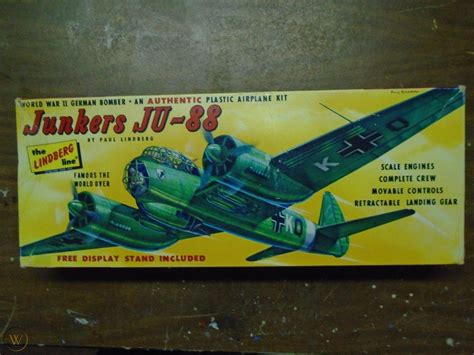 WORLD WAR II GERMAN BOMBER • AN AUTHENTIC PLASTIC AIRPLANE KIT
Junkers JU-88
BY PAUL LINDBERG
the
LINDBERG
line
FAMOUS THE
WORLD OVER
K D
SCALE ENGINES
COMPLETE CREW
MOVABLE CONTROLS
RETRACTABLE LANDING GEAR
KD
FREE DISPLAY STAND INCLUDED
W